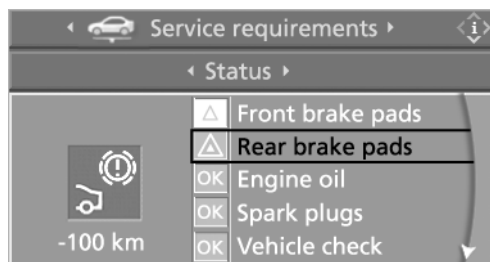 Service requirements
i
Status
Front brake pads
Rear brake pads
OK Engine oil
OK Spark plugs
-100 km
OK Vehicle check